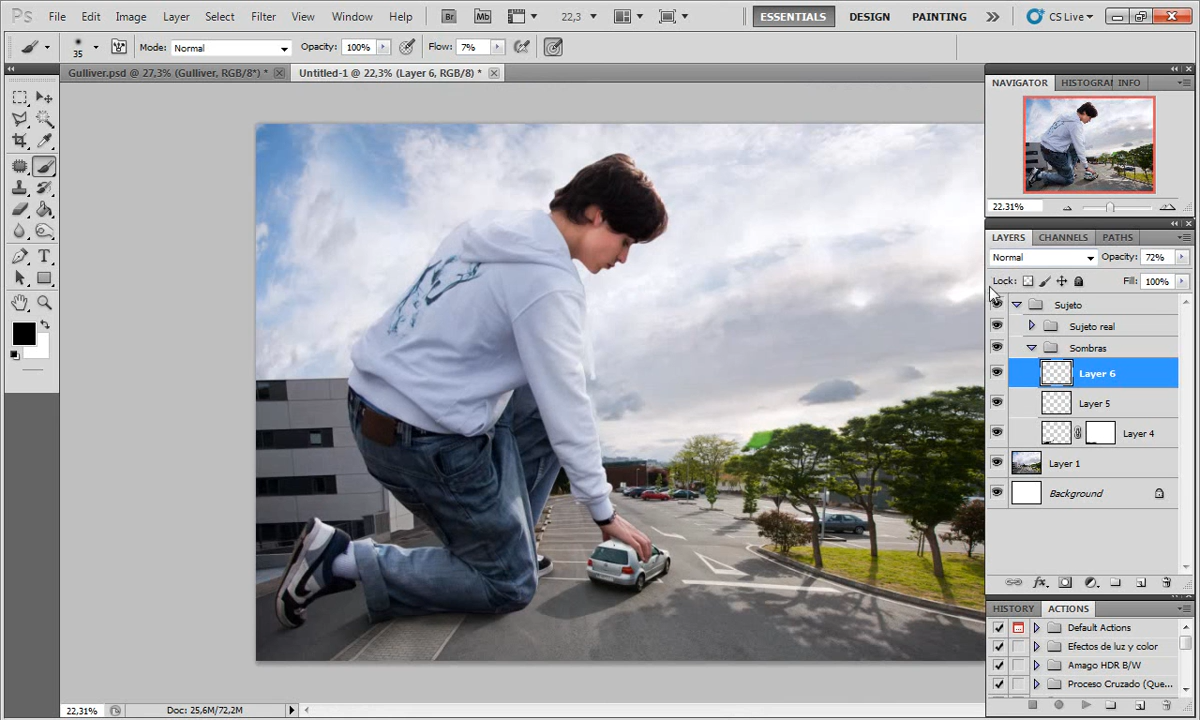 Ps File Edit Image Layer Select Filter View Window Help Br Mb 22,3 ESSENTIALS DESIGN PAINTING CS Live
35 Mode: Normal Opacity: 100% Flow: 7%
Gulliver.psd @ 27,3% (Gulliver, RGB/8*) * Untitled-1 @ 22,3% (Layer 6, RGB/8) *
NAVIGATOR HISTOGRAM INFO
22.31%
LAYERS CHANNELS PATHS
Normal Opacity: 72%
Lock: Fill: 100%
Sujeto
Sujeto real
Sombras
Layer 6
Layer 5
Layer 4
Layer 1
Background
HISTORY ACTIONS
Default Actions
Efectos de luz y color
Amago HDR B/W
Proceso Cruzado (Que...
22,31% Doc: 25,6M/72,2M